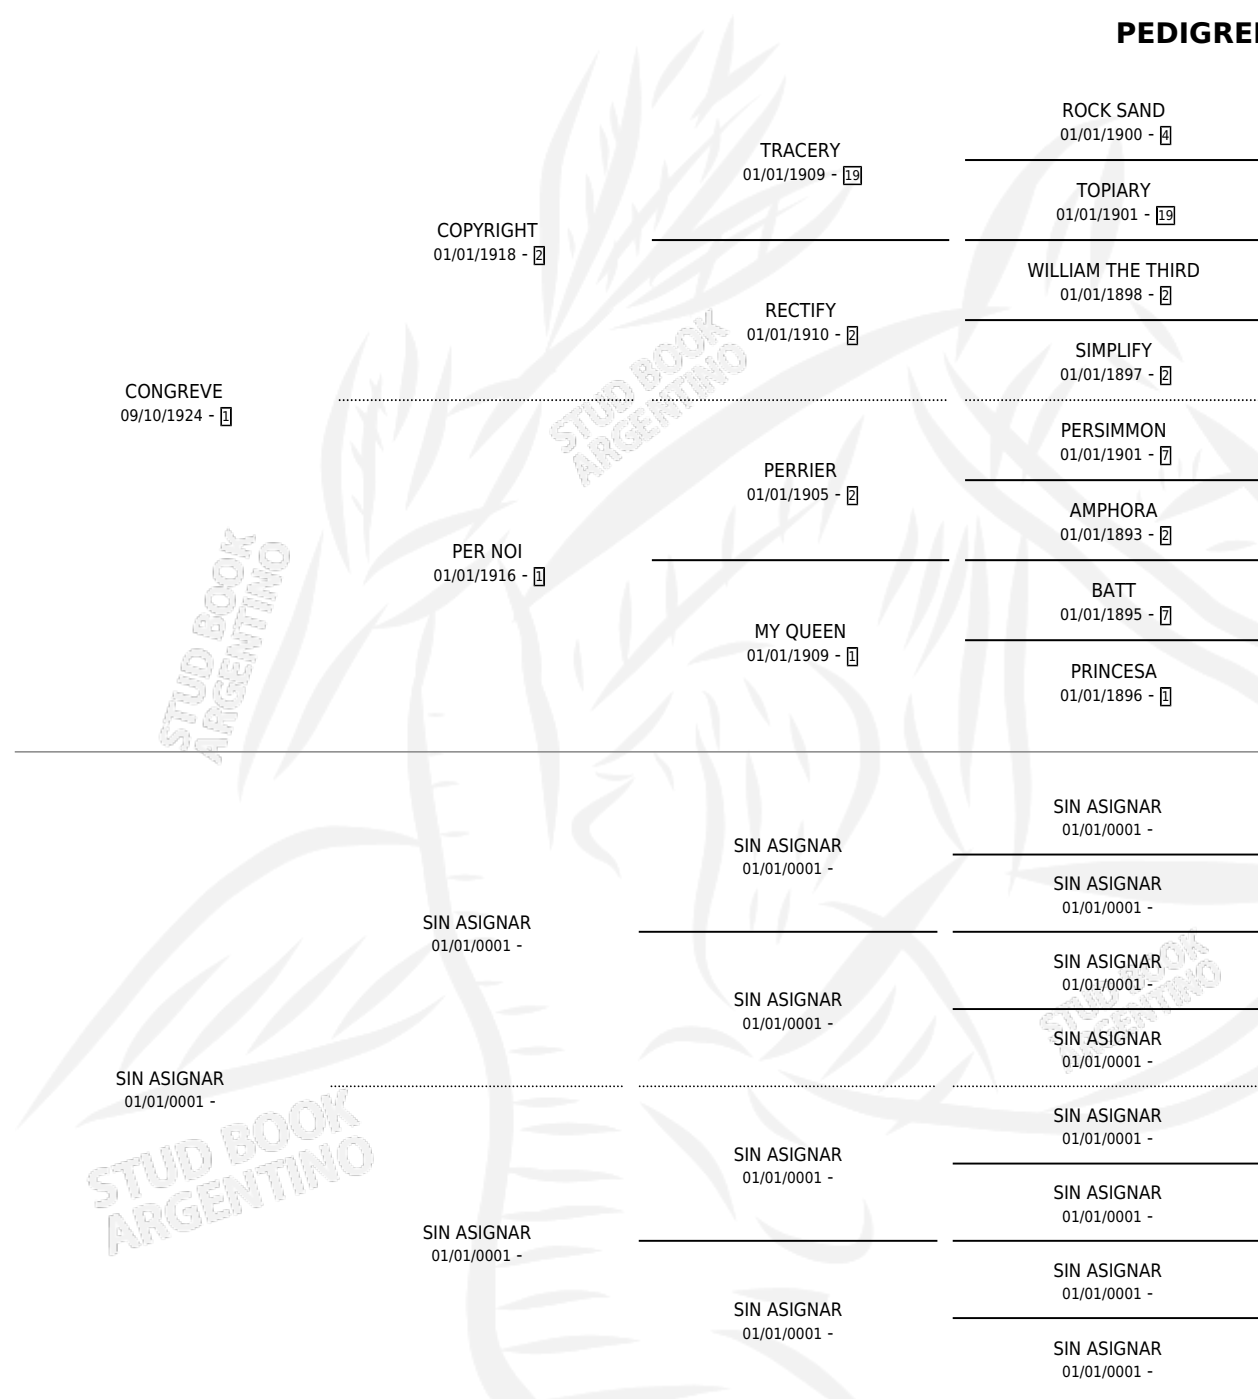 PEDIGREE
ROCK SAND
01/01/1900 - 4
TRACERY
01/01/1909 - 19
TOPIARY
01/01/1901 - 19
COPYRIGHT
01/01/1918 - 2
WILLIAM THE THIRD
01/01/1898 - 2
RECTIFY
01/01/1910 - 2
SIMPLIFY
01/01/1897 - 2
STUD BOOK
ARGENTINO
CONGREVE
09/10/1924 - 1
PERSIMMON
01/01/1901 - 7
PERRIER
01/01/1905 - 2
AMPHORA
01/01/1893 - 2
PER NOI
01/01/1916 - 1
BATT
01/01/1895 - 7
MY QUEEN
01/01/1909 - 1
PRINCESA
01/01/1896 - 1
STUD BOOK
ARGENTINO
SIN ASIGNAR
01/01/0001 -
SIN ASIGNAR
01/01/0001 -
SIN ASIGNAR
01/01/0001 -
SIN ASIGNAR
01/01/0001 -
SIN ASIGNAR
01/01/0001 -
SIN ASIGNAR
01/01/0001 -
SIN ASIGNAR
01/01/0001 -
STUD BOOK
ARGENTINO
SIN ASIGNAR
01/01/0001 -
SIN ASIGNAR
01/01/0001 -
SIN ASIGNAR
01/01/0001 -
SIN ASIGNAR
01/01/0001 -
STUD BOOK
ARGENTINO
SIN ASIGNAR
01/01/0001 -
SIN ASIGNAR
01/01/0001 -
SIN ASIGNAR
01/01/0001 -
SIN ASIGNAR
01/01/0001 -